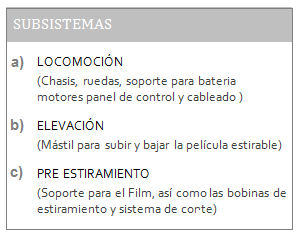 SUBSISTEMAS
a) LOCOMOCIÓN
(Chasis, ruedas, soporte para bateria
motores panel de control y cableado )
b) ELEVACIÓN
(Mástil para subir y bajar la película estirable)
c) PRE ESTIRAMIENTO
(Soporte para el Film, así como las bobinas de
estiramiento y sistema de corte)